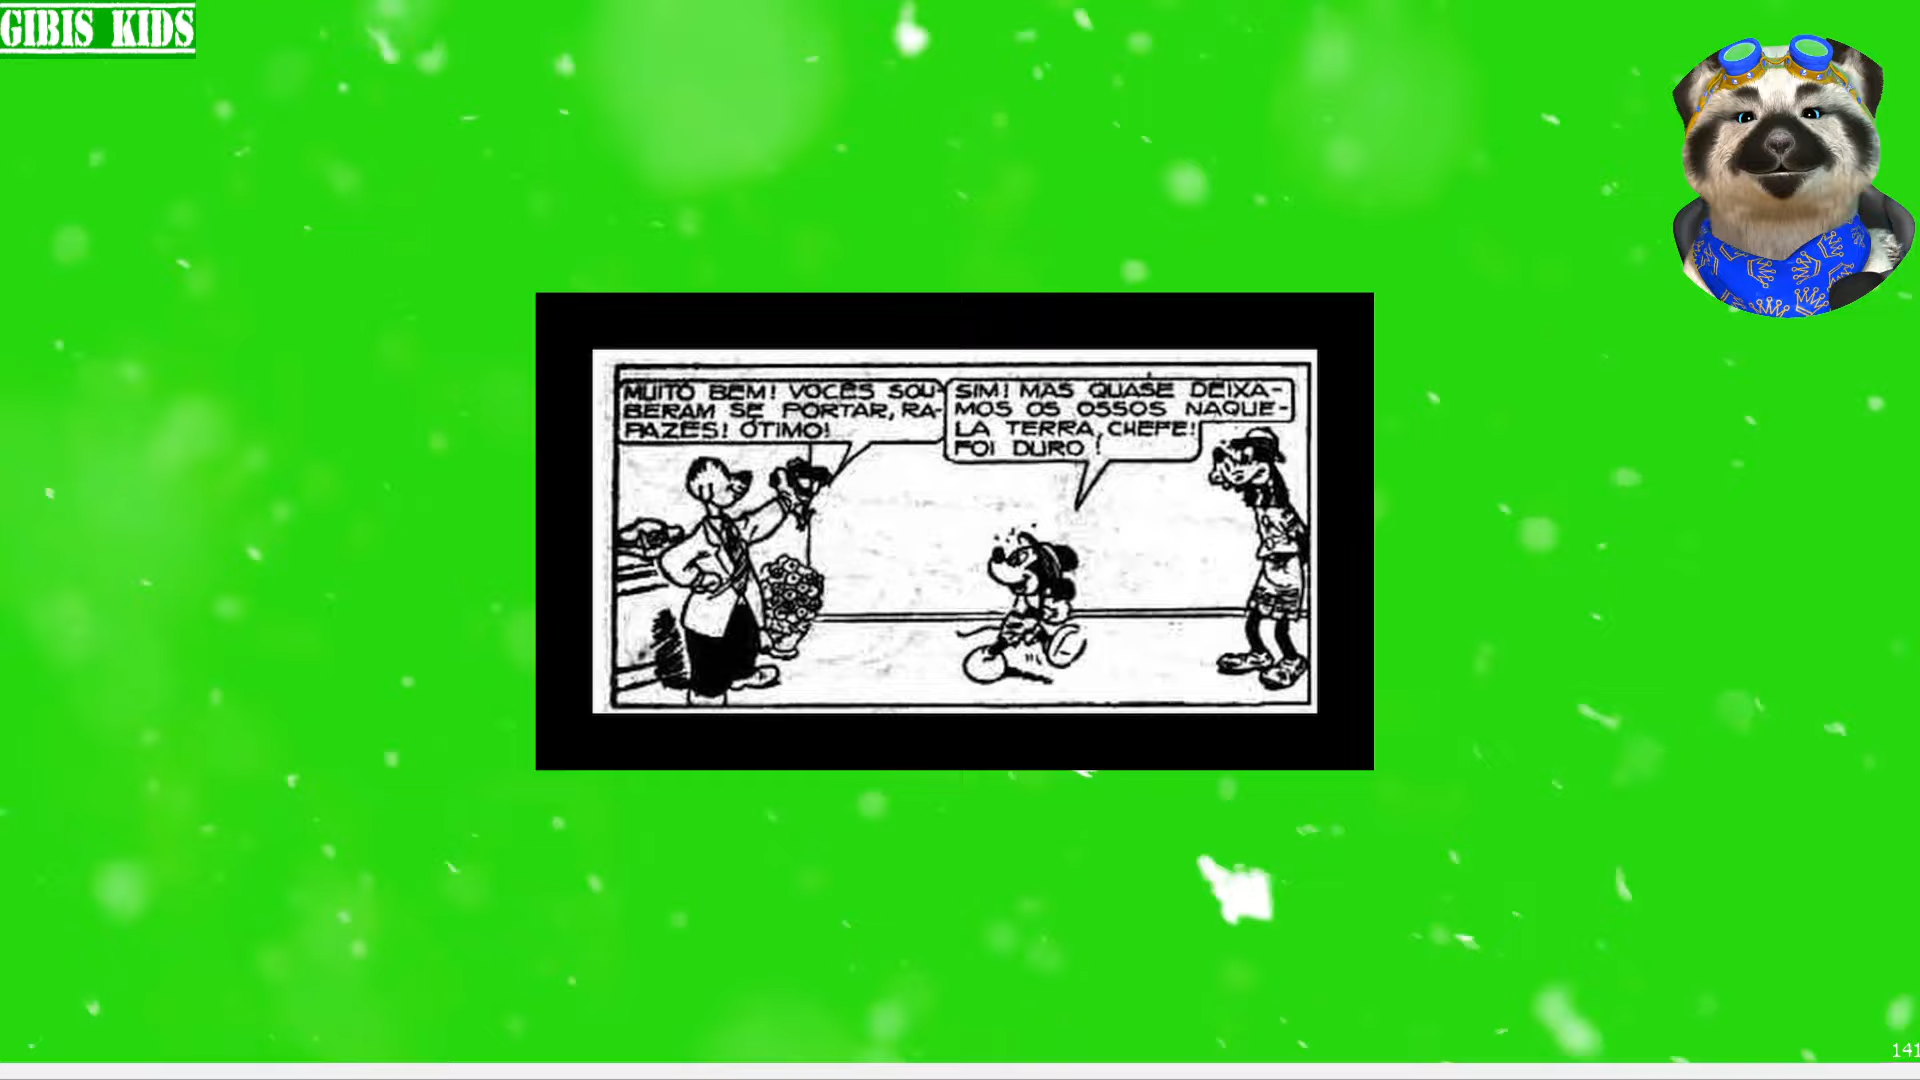 GIBIS KIDS
MUITO BEM! VOCÊS SOU-
BERAM SE PORTAR, RA-
PAZES! ÓTIMO!
SIM! MAS QUASE DEIXA-
MOS OS OSSOS NAQUE-
LA TERRA, CHEFE!
FOI DURO!
141